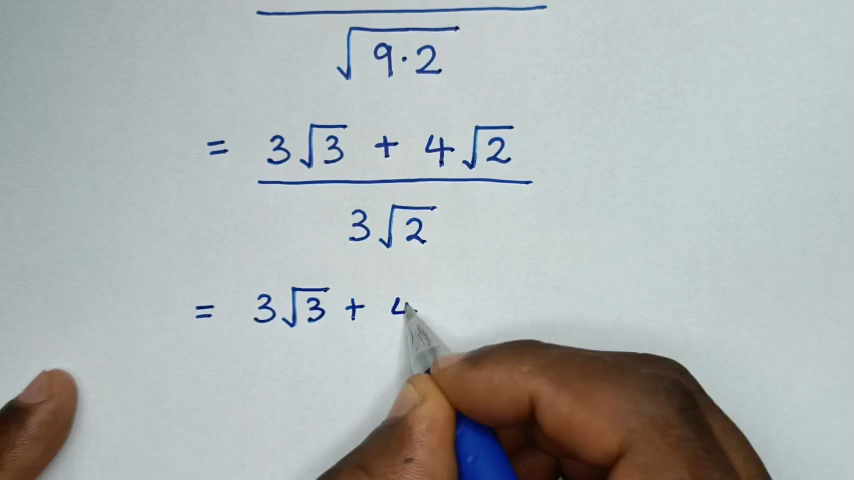 √9·2
= 3√3 + 4√2
3√2
= 3√3 + 4